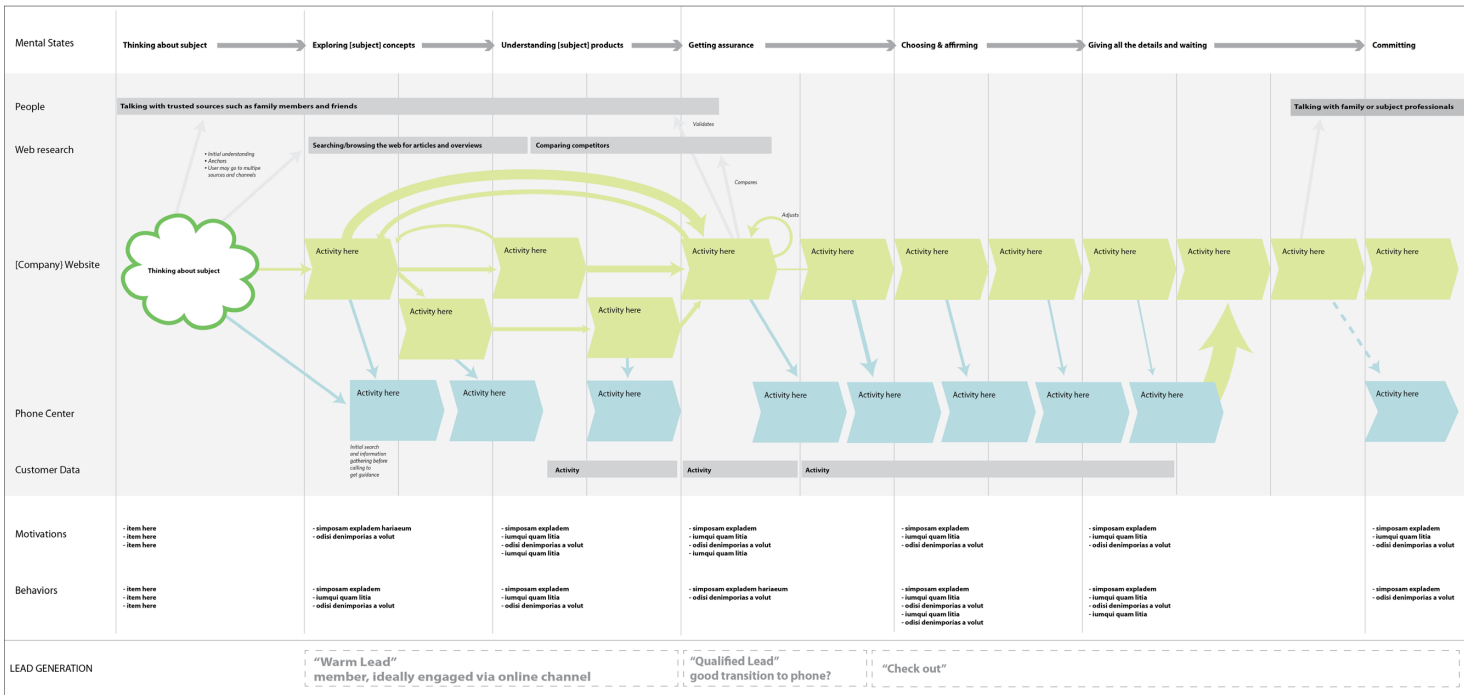 Mental States
Thinking about subject
Exploring [subject] concepts
Understanding [subject] products
Getting assurance
Choosing & affirming
Giving all the details and waiting
Committing
People
Talking with trusted sources such as family members and friends
Talking with family or subject professionals
Validates
Web research
Searching/browsing the web for articles and overviews
Comparing competitors
• Initial understanding
• Anchors
• User may go to multipe
sources and channels
Compares
Adjusts
[Company} Website
Thinking about subject
Activity here
Activity here
Activity here
Activity here
Activity here
Activity here
Activity here
Activity here
Activity here
Activity here
Activity here
Activity here
Phone Center
Activity here
Activity here
Activity here
Activity here
Activity here
Activity here
Activity here
Activity here
Activity here
Initial search
and information
gathering before
calling to
get guidance
Customer Data
Activity
Activity
Activity
Motivations
- item here
- item here
- item here
- simposam expladem hariaeum
- odisi denimporias a volut
- simposam expladem
- iumqui quam litia
- odisi denimporias a volut
- iumqui quam litia
- simposam expladem
- iumqui quam litia
- odisi denimporias a volut
- iumqui quam litia
- simposam expladem
- iumqui quam litia
- odisi denimporias a volut
- simposam expladem
- iumqui quam litia
- odisi denimporias a volut
- simposam expladem
- iumqui quam litia
- odisi denimporias a volut
Behaviors
- item here
- item here
- item here
- simposam expladem
- iumqui quam litia
- odisi denimporias a volut
- simposam expladem
- iumqui quam litia
- odisi denimporias a volut
- simposam expladem hariaeum
- odisi denimporias a volut
- simposam expladem
- iumqui quam litia
- odisi denimporias a volut
- iumqui quam litia
- odisi denimporias a volut
- simposam expladem
- iumqui quam litia
- odisi denimporias a volut
- iumqui quam litia
- simposam expladem
- odisi denimporias a volut
LEAD GENERATION
“Warm Lead”
member, ideally engaged via online channel
“Qualified Lead”
good transition to phone?
“Check out”